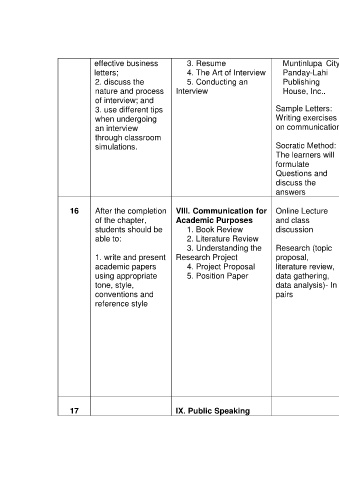 effective business
letters;
2. discuss the
nature and process
of interview; and
3. use different tips
when undergoing
an interview
through classroom
simulations.
3. Resume
4. The Art of Interview
5. Conducting an
Interview
Muntinlupa City
Panday-Lahi
Publishing
House, Inc..
Sample Letters:
Writing exercises
on communication
Socratic Method:
The learners will
formulate
Questions and
discuss the
answers
16
After the completion
of the chapter,
students should be
able to:
1. write and present
academic papers
using appropriate
tone, style,
conventions and
reference style
VIII. Communication for
Academic Purposes
1. Book Review
2. Literature Review
3. Understanding the
Research Project
4. Project Proposal
5. Position Paper
Online Lecture
and class
discussion
Research (topic
proposal,
literature review,
data gathering,
data analysis)- In
pairs
17
IX. Public Speaking